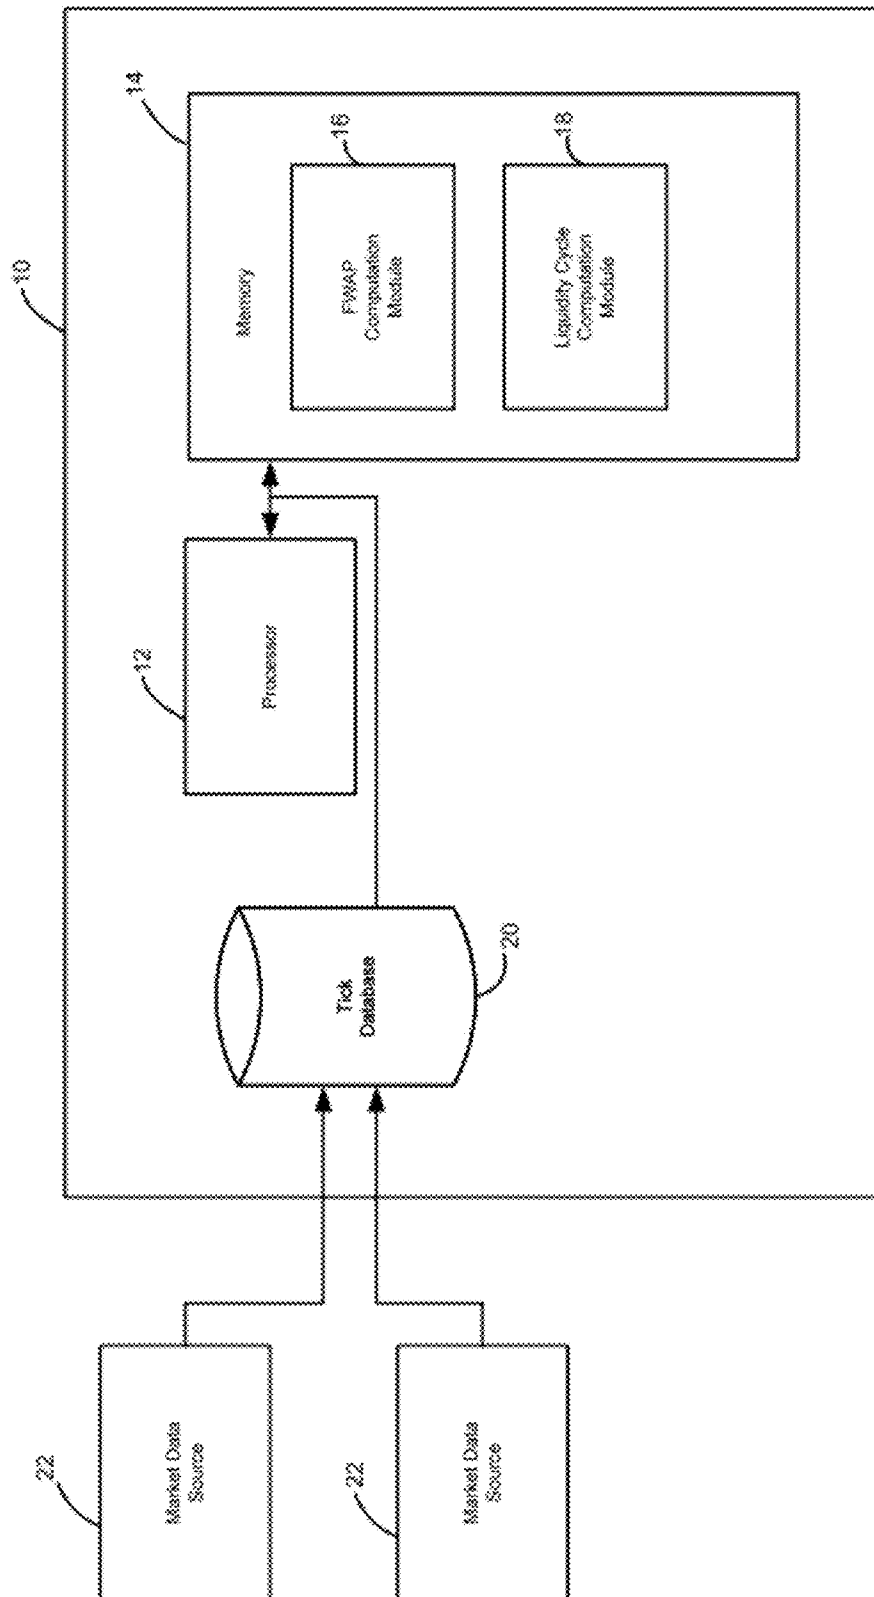 10
22
Market Data
Source
22
Market Data
Source
Tick
Database
20
12
Processor
14
Memory
16
Computation
Module
18
Liquidity Cycle
Computation
Module